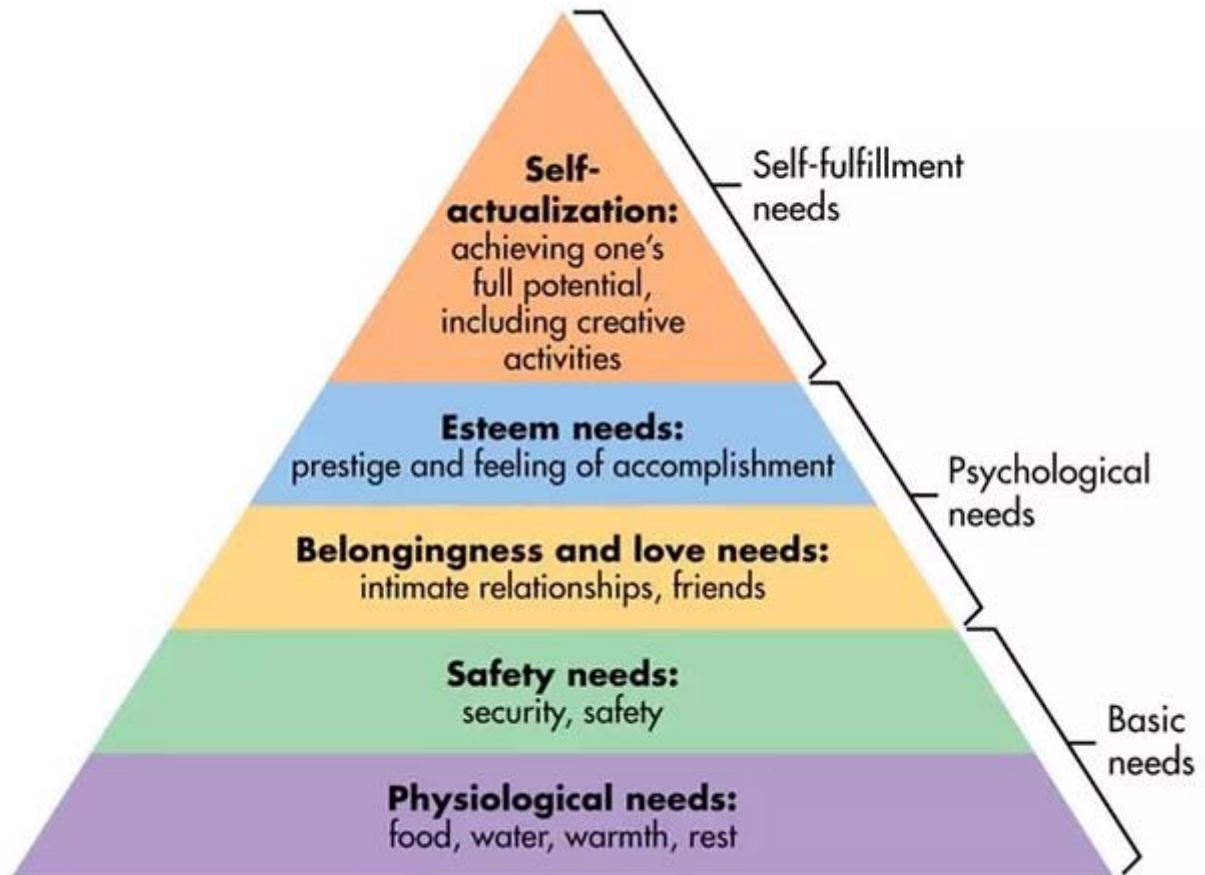 Self-
actualization:
achieving one's
full potential,
including creative
activities
Self-fulfillment
needs
Esteem needs:
prestige and feeling of accomplishment
Belongingness and love needs:
intimate relationships, friends
Psychological
needs
Safety needs:
security, safety
Physiological needs:
food, water, warmth, rest
Basic
needs